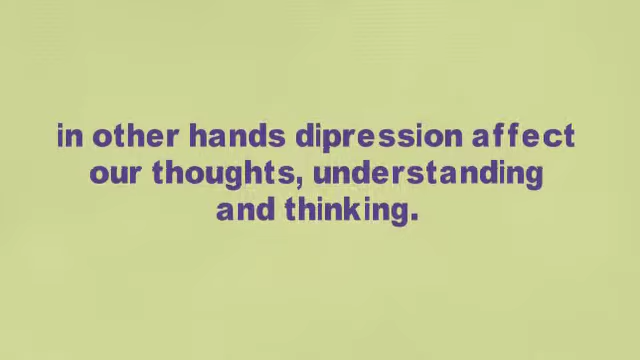 in other hands dipression affect
our thoughts, understanding
and thinking.